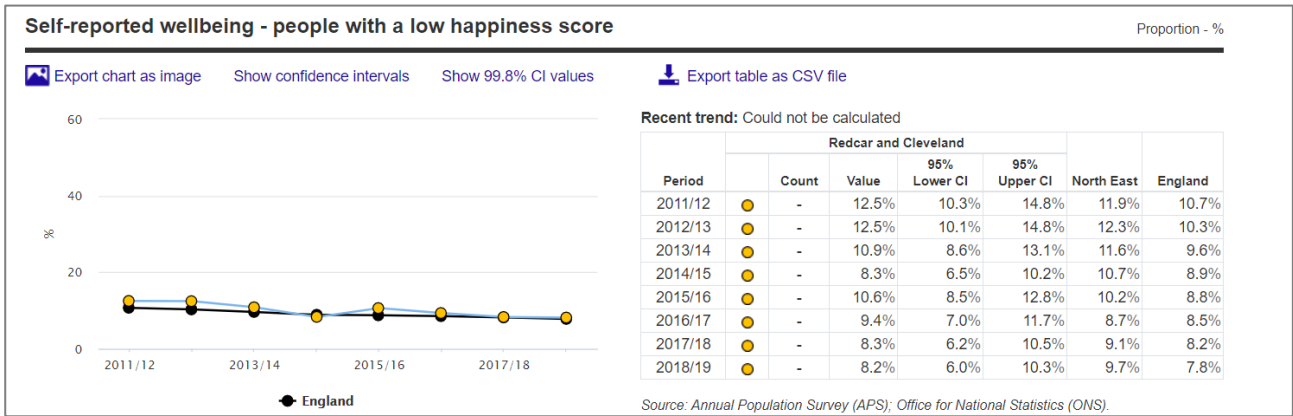 Self-reported wellbeing - people with a low happiness score Proportion - %
Export chart as image Show confidence intervals Show 99.8% CI values Export table as CSV file
60
40
%
20
0
2011/12 2013/14 2015/16 2017/18
England
Recent trend: Could not be calculated
Redcar and Cleveland
Period Count Value 95% Lower CI 95% Upper CI North East England
2011/12 - 12.5% 10.3% 14.8% 11.9% 10.7%
2012/13 - 12.5% 10.1% 14.8% 12.3% 10.3%
2013/14 - 10.9% 8.6% 13.1% 11.6% 9.6%
2014/15 - 8.3% 6.5% 10.2% 10.7% 8.9%
2015/16 - 10.6% 8.5% 12.8% 10.2% 8.8%
2016/17 - 9.4% 7.0% 11.7% 8.7% 8.5%
2017/18 - 8.3% 6.2% 10.5% 9.1% 8.2%
2018/19 - 8.2% 6.0% 10.3% 9.7% 7.8%
Source: Annual Population Survey (APS); Office for National Statistics (ONS).